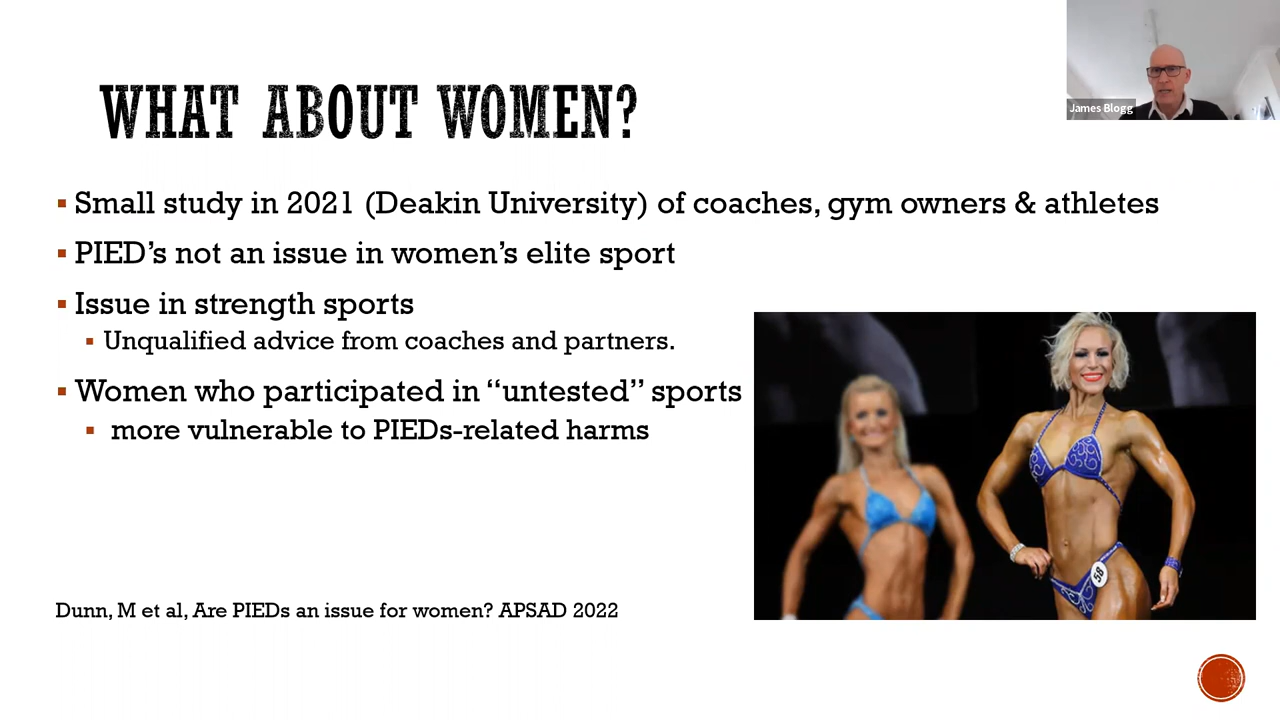 James Blogg
WHAT ABOUT WOMEN?
Small study in 2021 (Deakin University) of coaches, gym owners & athletes
PIED’s not an issue in women’s elite sport
Issue in strength sports
Unqualified advice from coaches and partners.
Women who participated in “untested” sports
more vulnerable to PIEDs-related harms
58
Dunn, M et al, Are PIEDs an issue for women? APSAD 2022